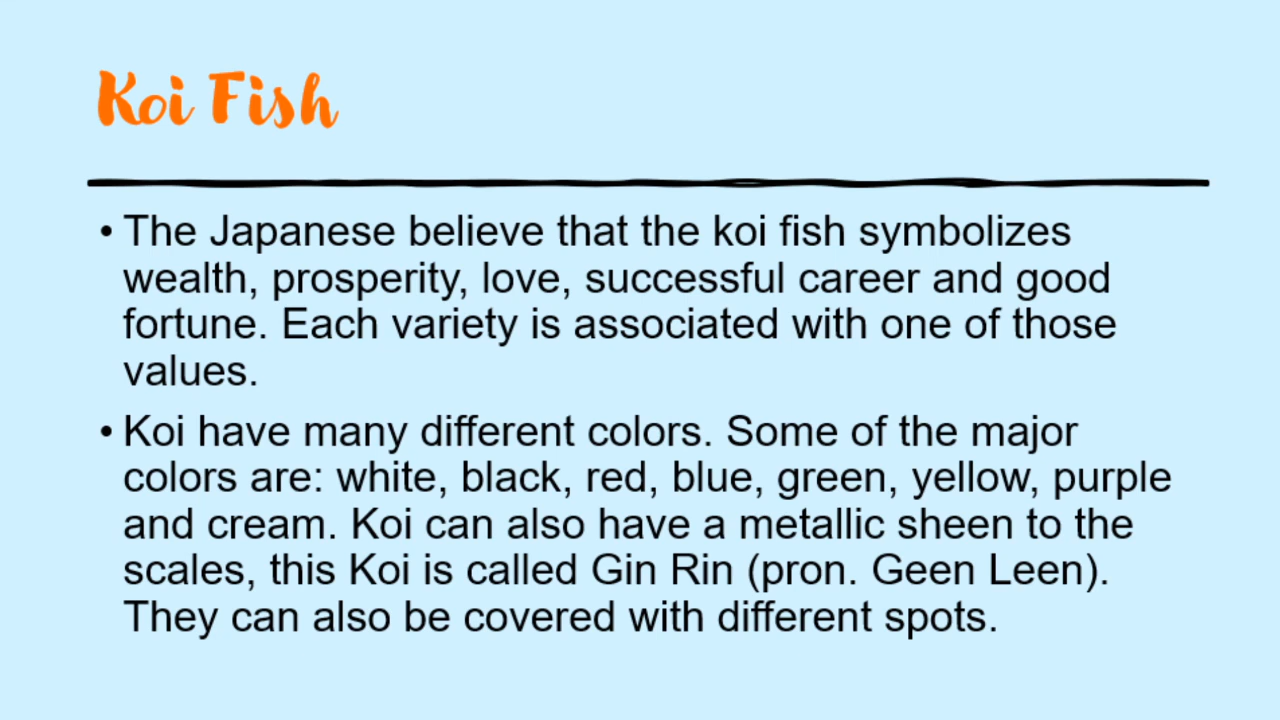 Koi Fish
• The Japanese believe that the koi fish symbolizes
wealth, prosperity, love, successful career and good
fortune. Each variety is associated with one of those
values.
• Koi have many different colors. Some of the major
colors are: white, black, red, blue, green, yellow, purple
and cream. Koi can also have a metallic sheen to the
scales, this Koi is called Gin Rin (pron. Geen Leen).
They can also be covered with different spots.